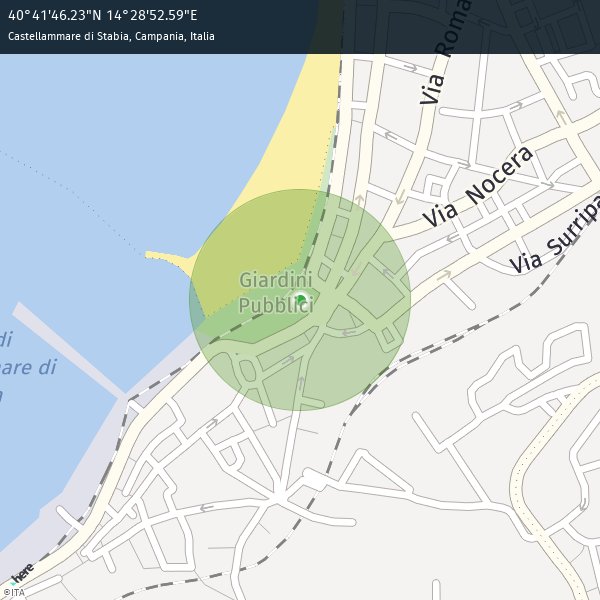 40°41'46.23"N 14°28'52.59"E
Castellammare di Stabia, Campania, Italia
Via Roma
Via Nocera
Via Surripa
Giardini
Pubblici
di
mare di
here
©ITA